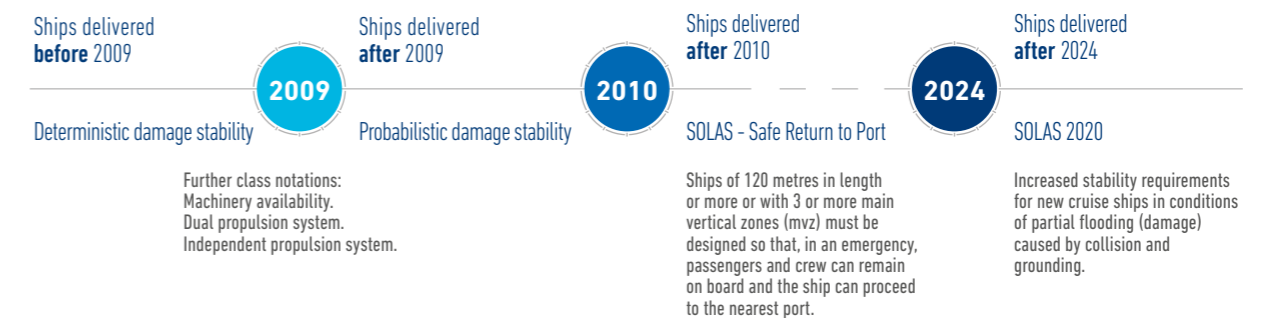 Ships delivered
before 2009
2009
Ships delivered
after 2009
2010
Ships delivered
after 2010
2024
Ships delivered
after 2024
Deterministic damage stability
Probabilistic damage stability
SOLAS - Safe Return to Port
SOLAS 2020
Further class notations:
Machinery availability.
Dual propulsion system.
Independent propulsion system.
Ships of 120 metres in length
or more or with 3 or more main
vertical zones (mvz) must be
designed so that, in an emergency,
passengers and crew can remain
on board and the ship can proceed
to the nearest port.
Increased stability requirements
for new cruise ships in conditions
of partial flooding (damage)
caused by collision and
grounding.